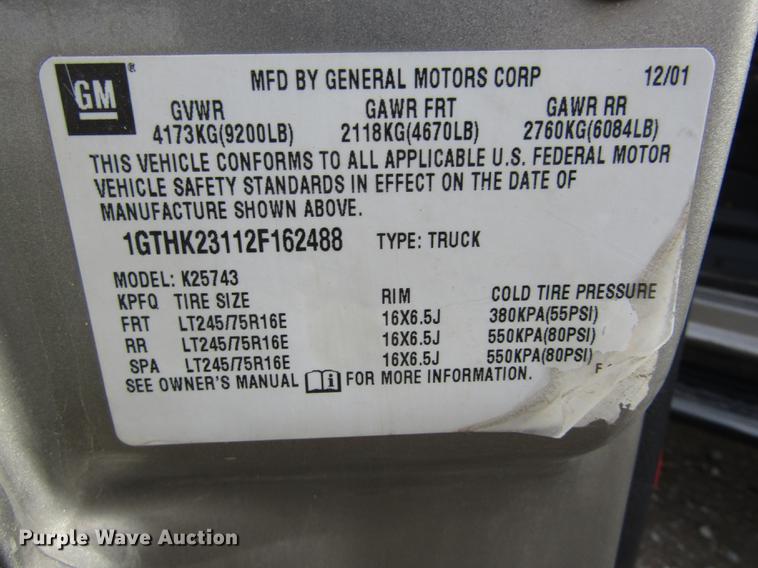 GM ®
MFD BY GENERAL MOTORS CORP 12/01
GVWR GAWR FRT GAWR RR
4173KG(9200LB) 2118KG(4670LB) 2760KG(6084LB)
THIS VEHICLE CONFORMS TO ALL APPLICABLE U.S. FEDERAL MOTOR
VEHICLE SAFETY STANDARDS IN EFFECT ON THE DATE OF
MANUFACTURE SHOWN ABOVE.
1GTHK23112F162488 TYPE: TRUCK
MODEL: K25743
KPFQ TIRE SIZE RIM COLD TIRE PRESSURE
FRT LT245/75R16E 16X6.5J 380KPA(55PSI)
RR LT245/75R16E 16X6.5J 550KPA(80PSI)
SPA LT245/75R16E 16X6.5J 550KPA(80PSI)
SEE OWNER'S MANUAL i FOR MORE INFORMATION.
Purple Wave Auction